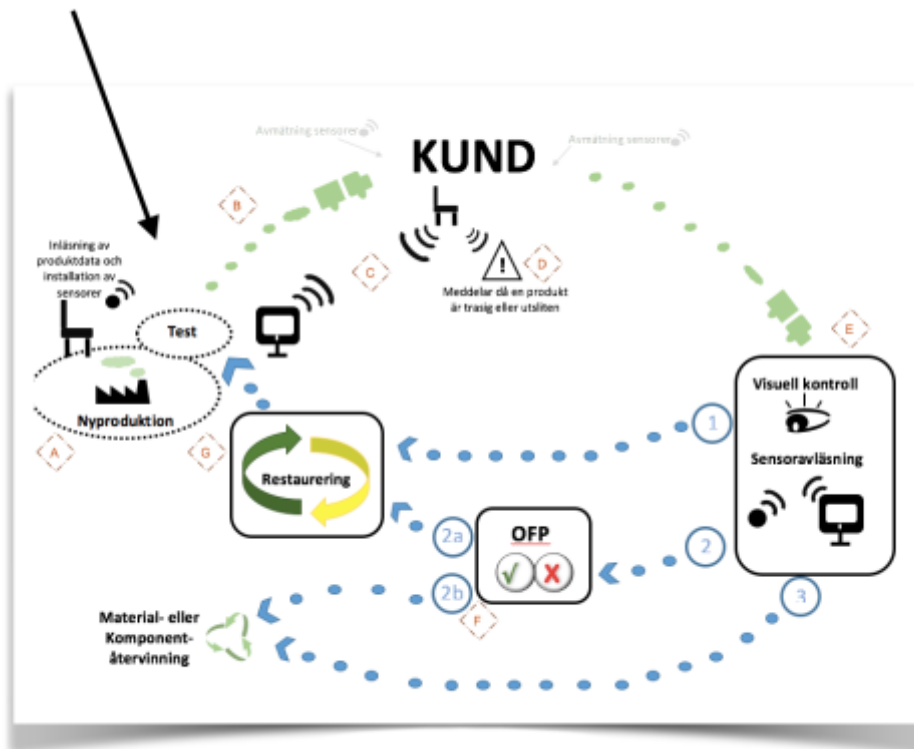 Avmätning sensorer
Avmätning sensorer
KUND
B
Inläsning av
produktdata och
installation av
sensorer
C
!
D
Meddelar då en produkt
är trasig eller utsliten
E
Test
Visuell kontroll
Nyproduktion
1
A
G
Restaurering
Sensoravläsning
2a
OFP
2
√ X
2b
3
F
Material- eller
Komponent-
återvinning